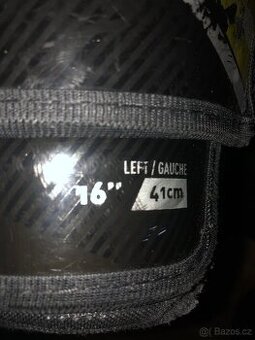 LEFT / GAUCHE
16" 41cm
Bazos.cz